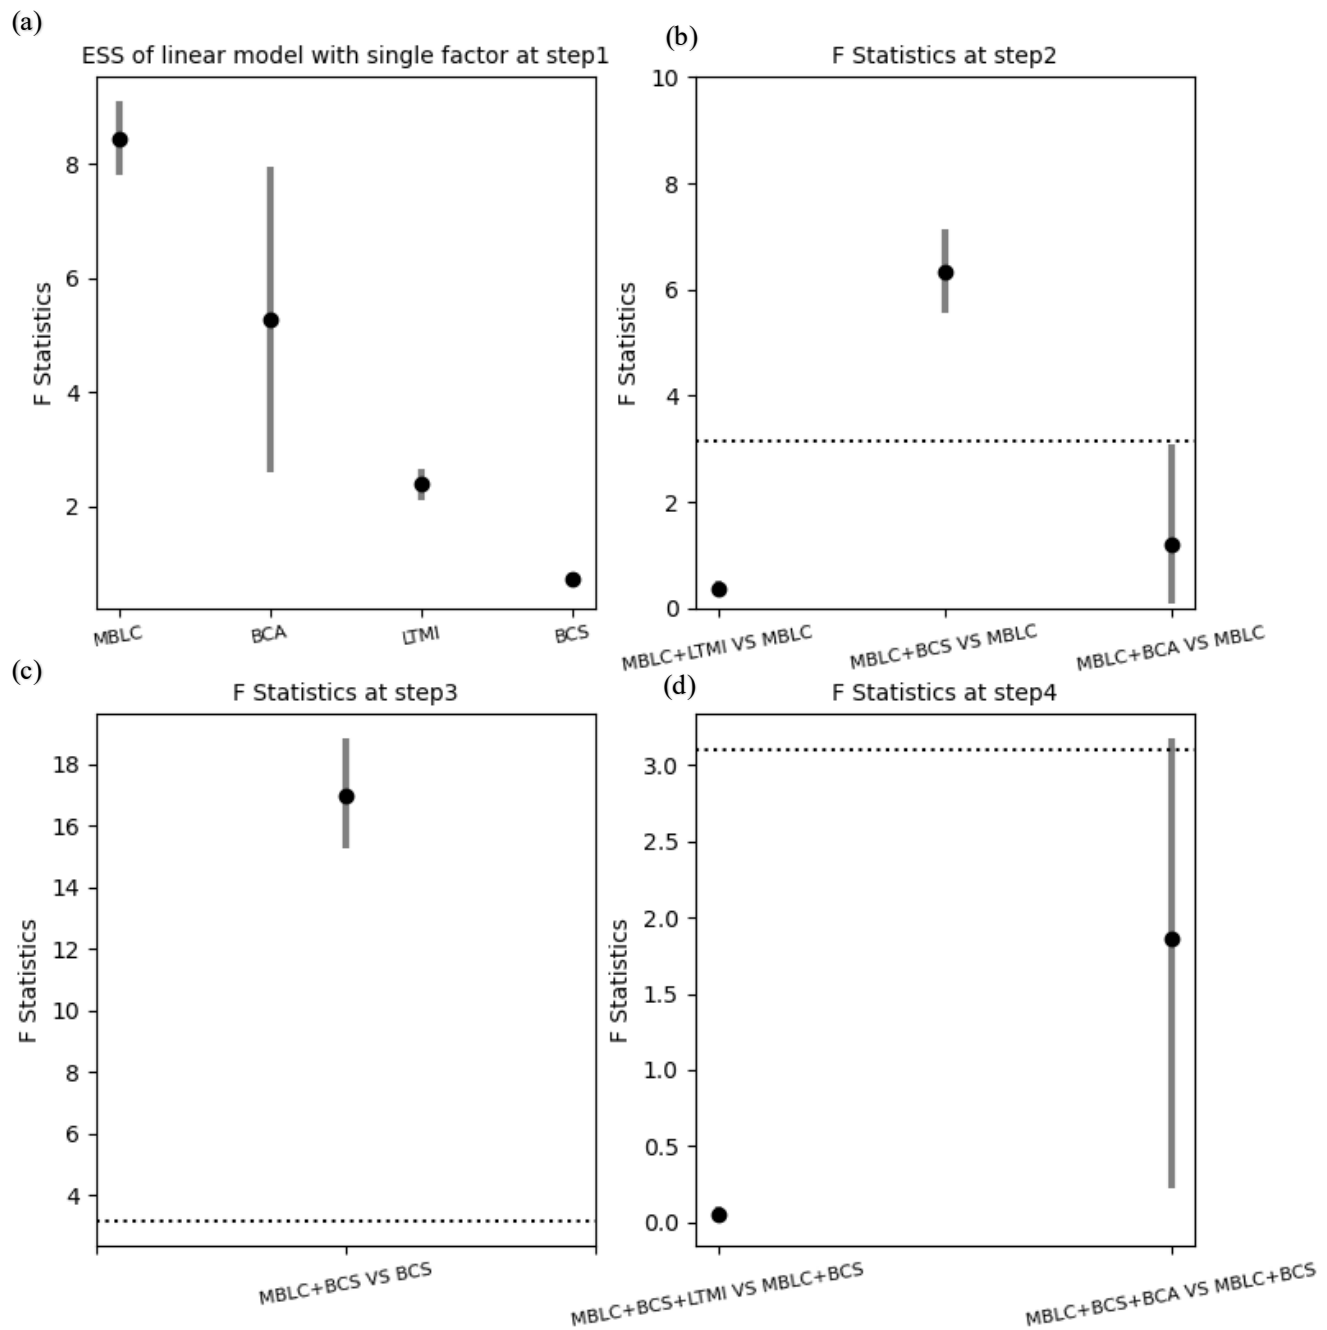 (a)
ESS of linear model with single factor at step1
F Statistics
8
6
4
2
MBLC
BCA
LTMI
BCS
(b)
F Statistics at step2
F Statistics
10
8
6
4
2
0
MBLC+LTMI VS MBLC
MBLC+BCS VS MBLC
MBLC+BCA VS MBLC
(c)
F Statistics at step3
F Statistics
18
16
14
12
10
8
6
4
MBLC+BCS VS BCS
(d)
F Statistics at step4
F Statistics
3.0
2.5
2.0
1.5
1.0
0.5
0.0
MBLC+BCS+LTMI VS MBLC+BCS
MBLC+BCS+BCA VS MBLC+BCS